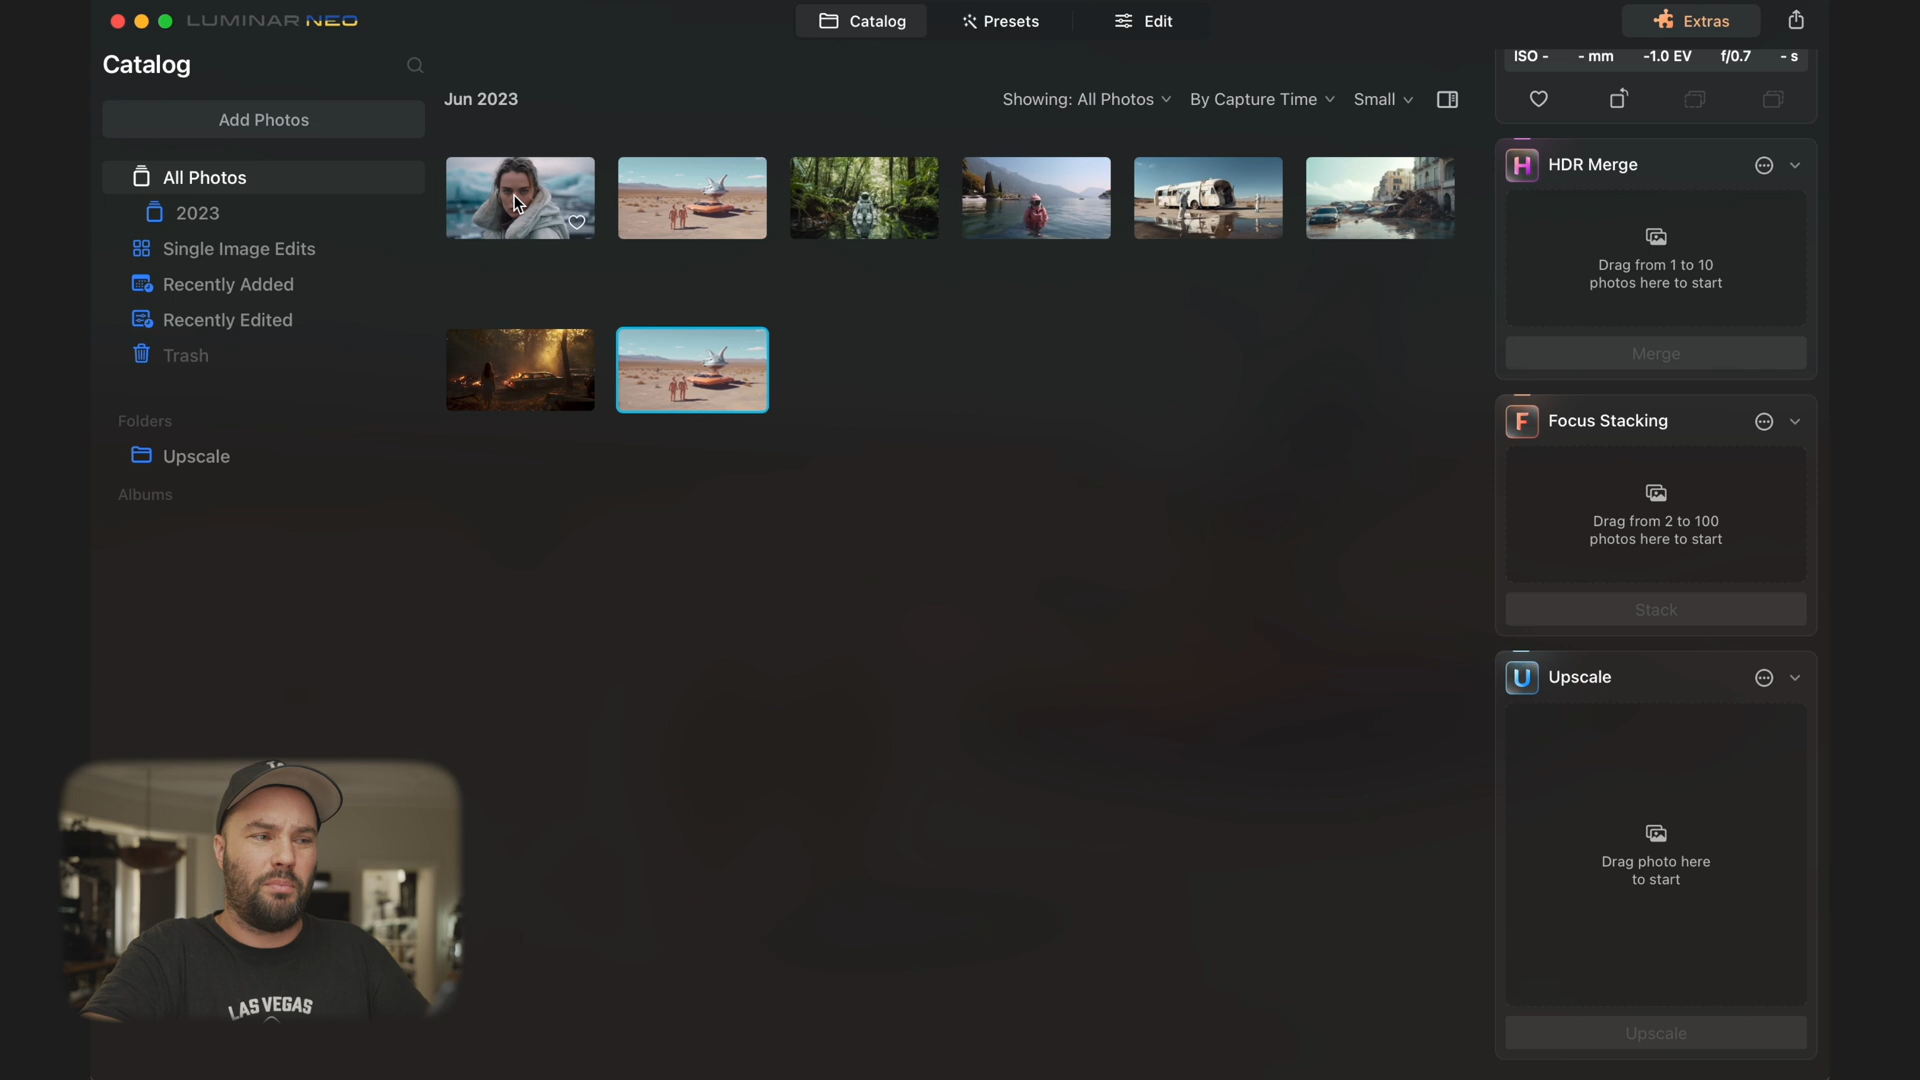 LUMINAR NEO
Catalog
Presets
Edit
Extras
Catalog
Add Photos
All Photos
2023
Single Image Edits
Recently Added
Recently Edited
Trash
Folders
Upscale
Albums
Jun 2023
Showing: All Photos
By Capture Time
Small
ISO -
- mm
-1.0 EV
f/0.7
- s
HDR Merge
Drag from 1 to 10
photos here to start
Merge
Focus Stacking
Drag from 2 to 100
photos here to start
Stack
Upscale
Drag photo here
to start
Upscale
LAS VEGAS